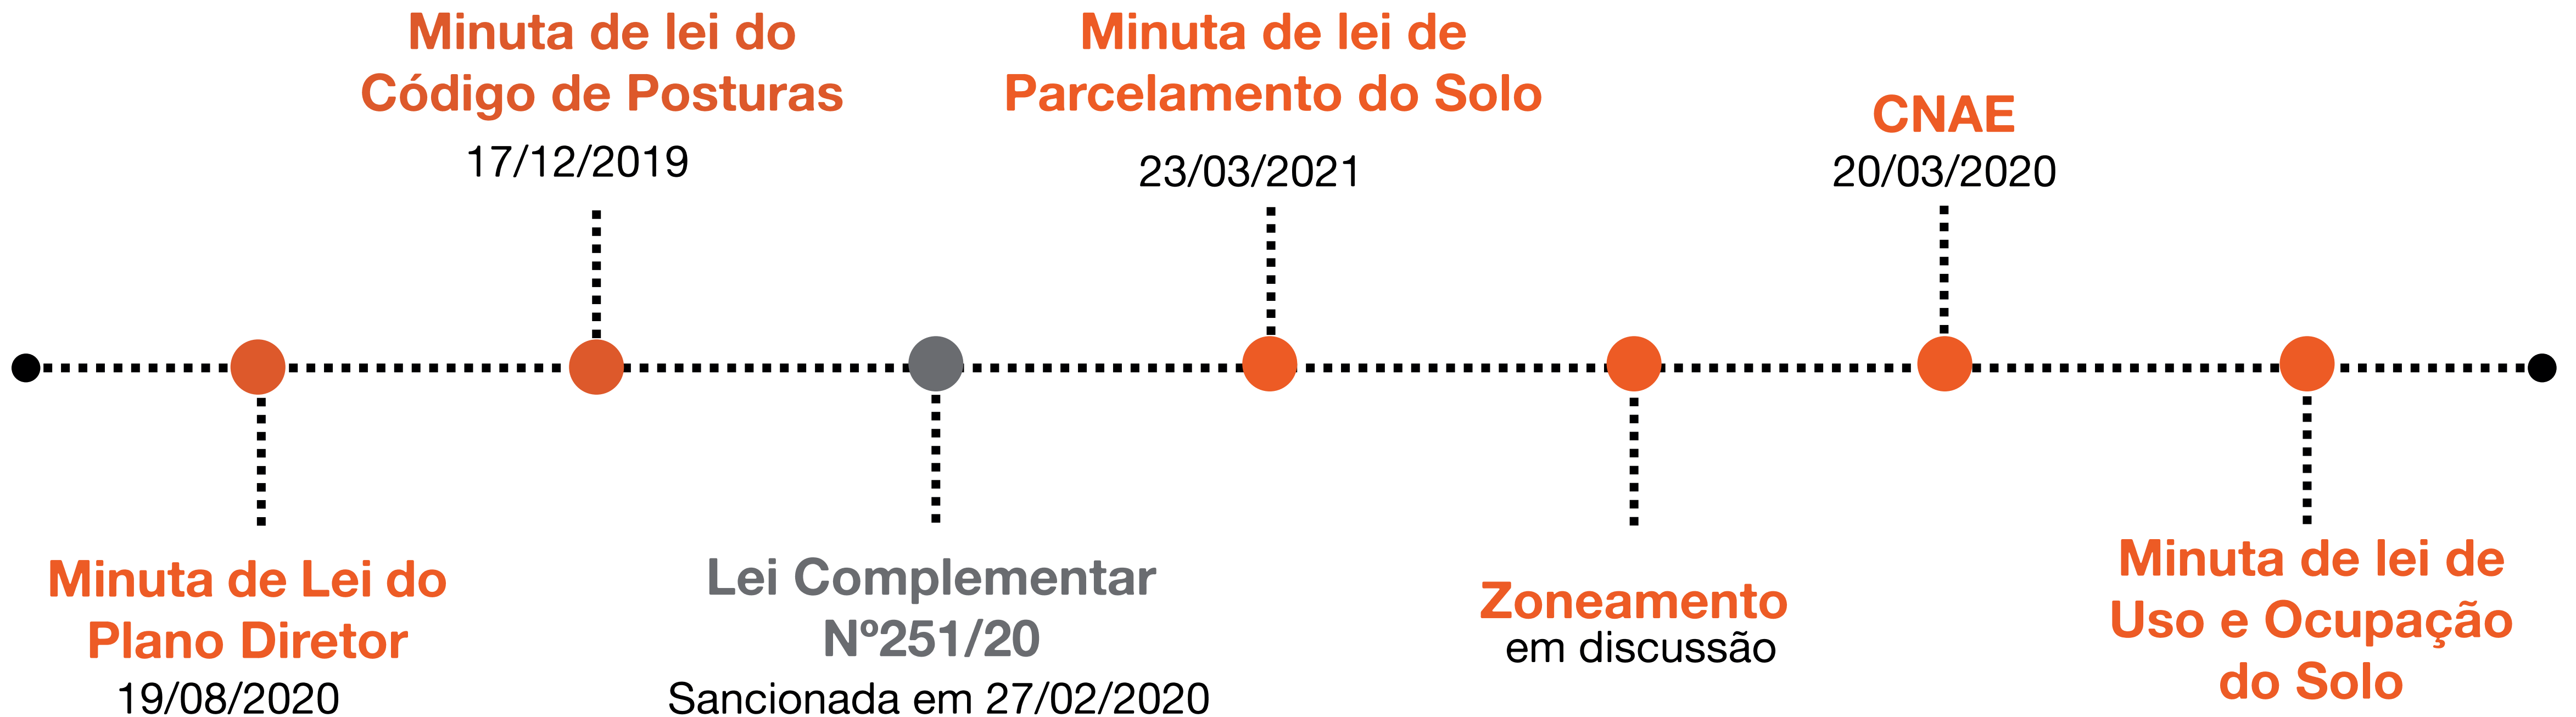 Minuta de lei do
Código de Posturas
17/12/2019
Minuta de lei de
Parcelamento do Solo
23/03/2021
CNAE
20/03/2020
Minuta de Lei do
Plano Diretor
19/08/2020
Lei Complementar
Nº251/20
Sancionada em 27/02/2020
Zoneamento
em discussão
Minuta de lei de
Uso e Ocupação
do Solo